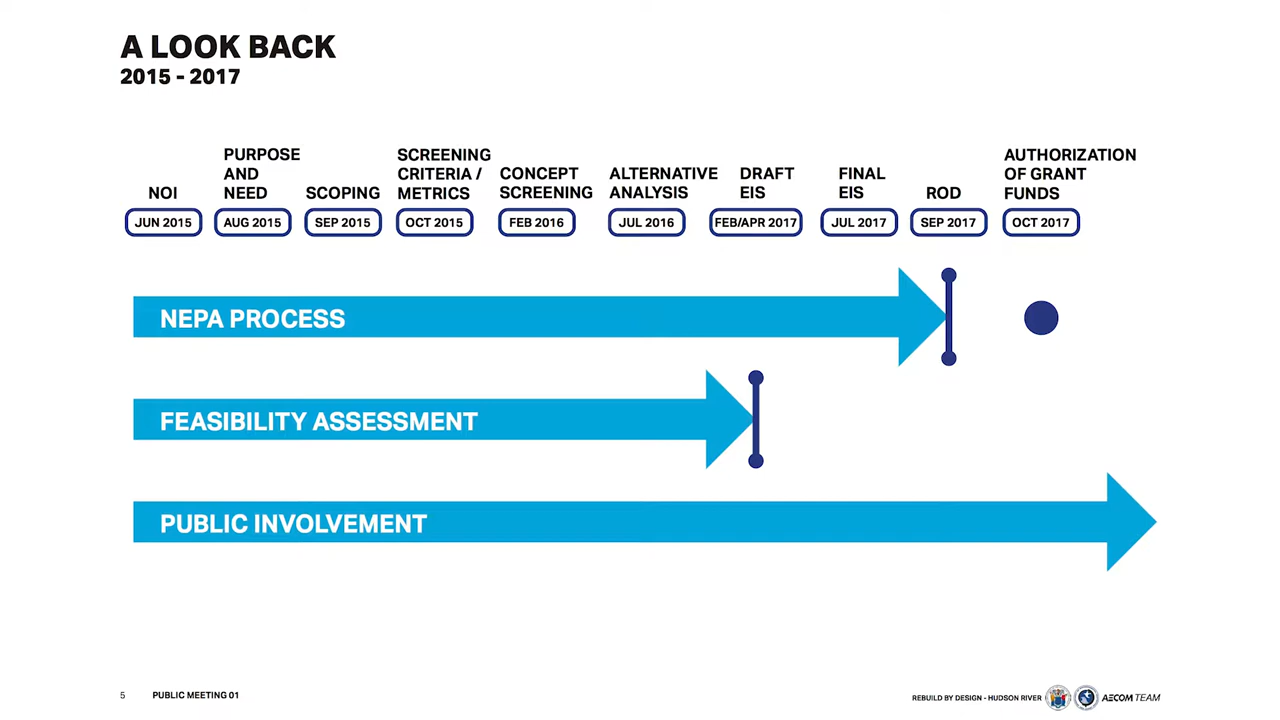 A LOOK BACK
2015 - 2017
NOI
PURPOSE
AND
NEED
SCOPING
SCREENING
CRITERIA /
METRICS
CONCEPT
SCREENING
ALTERNATIVE
ANALYSIS
DRAFT
EIS
FINAL
EIS
ROD
AUTHORIZATION
OF GRANT
FUNDS
JUN 2015
AUG 2015
SEP 2015
OCT 2015
FEB 2016
JUL 2016
FEB/APR 2017
JUL 2017
SEP 2017
OCT 2017
NEPA PROCESS
FEASIBILITY ASSESSMENT
PUBLIC INVOLVEMENT
5 PUBLIC MEETING 01
REBUILD BY DESIGN - HUDSON RIVER
AECOM TEAM